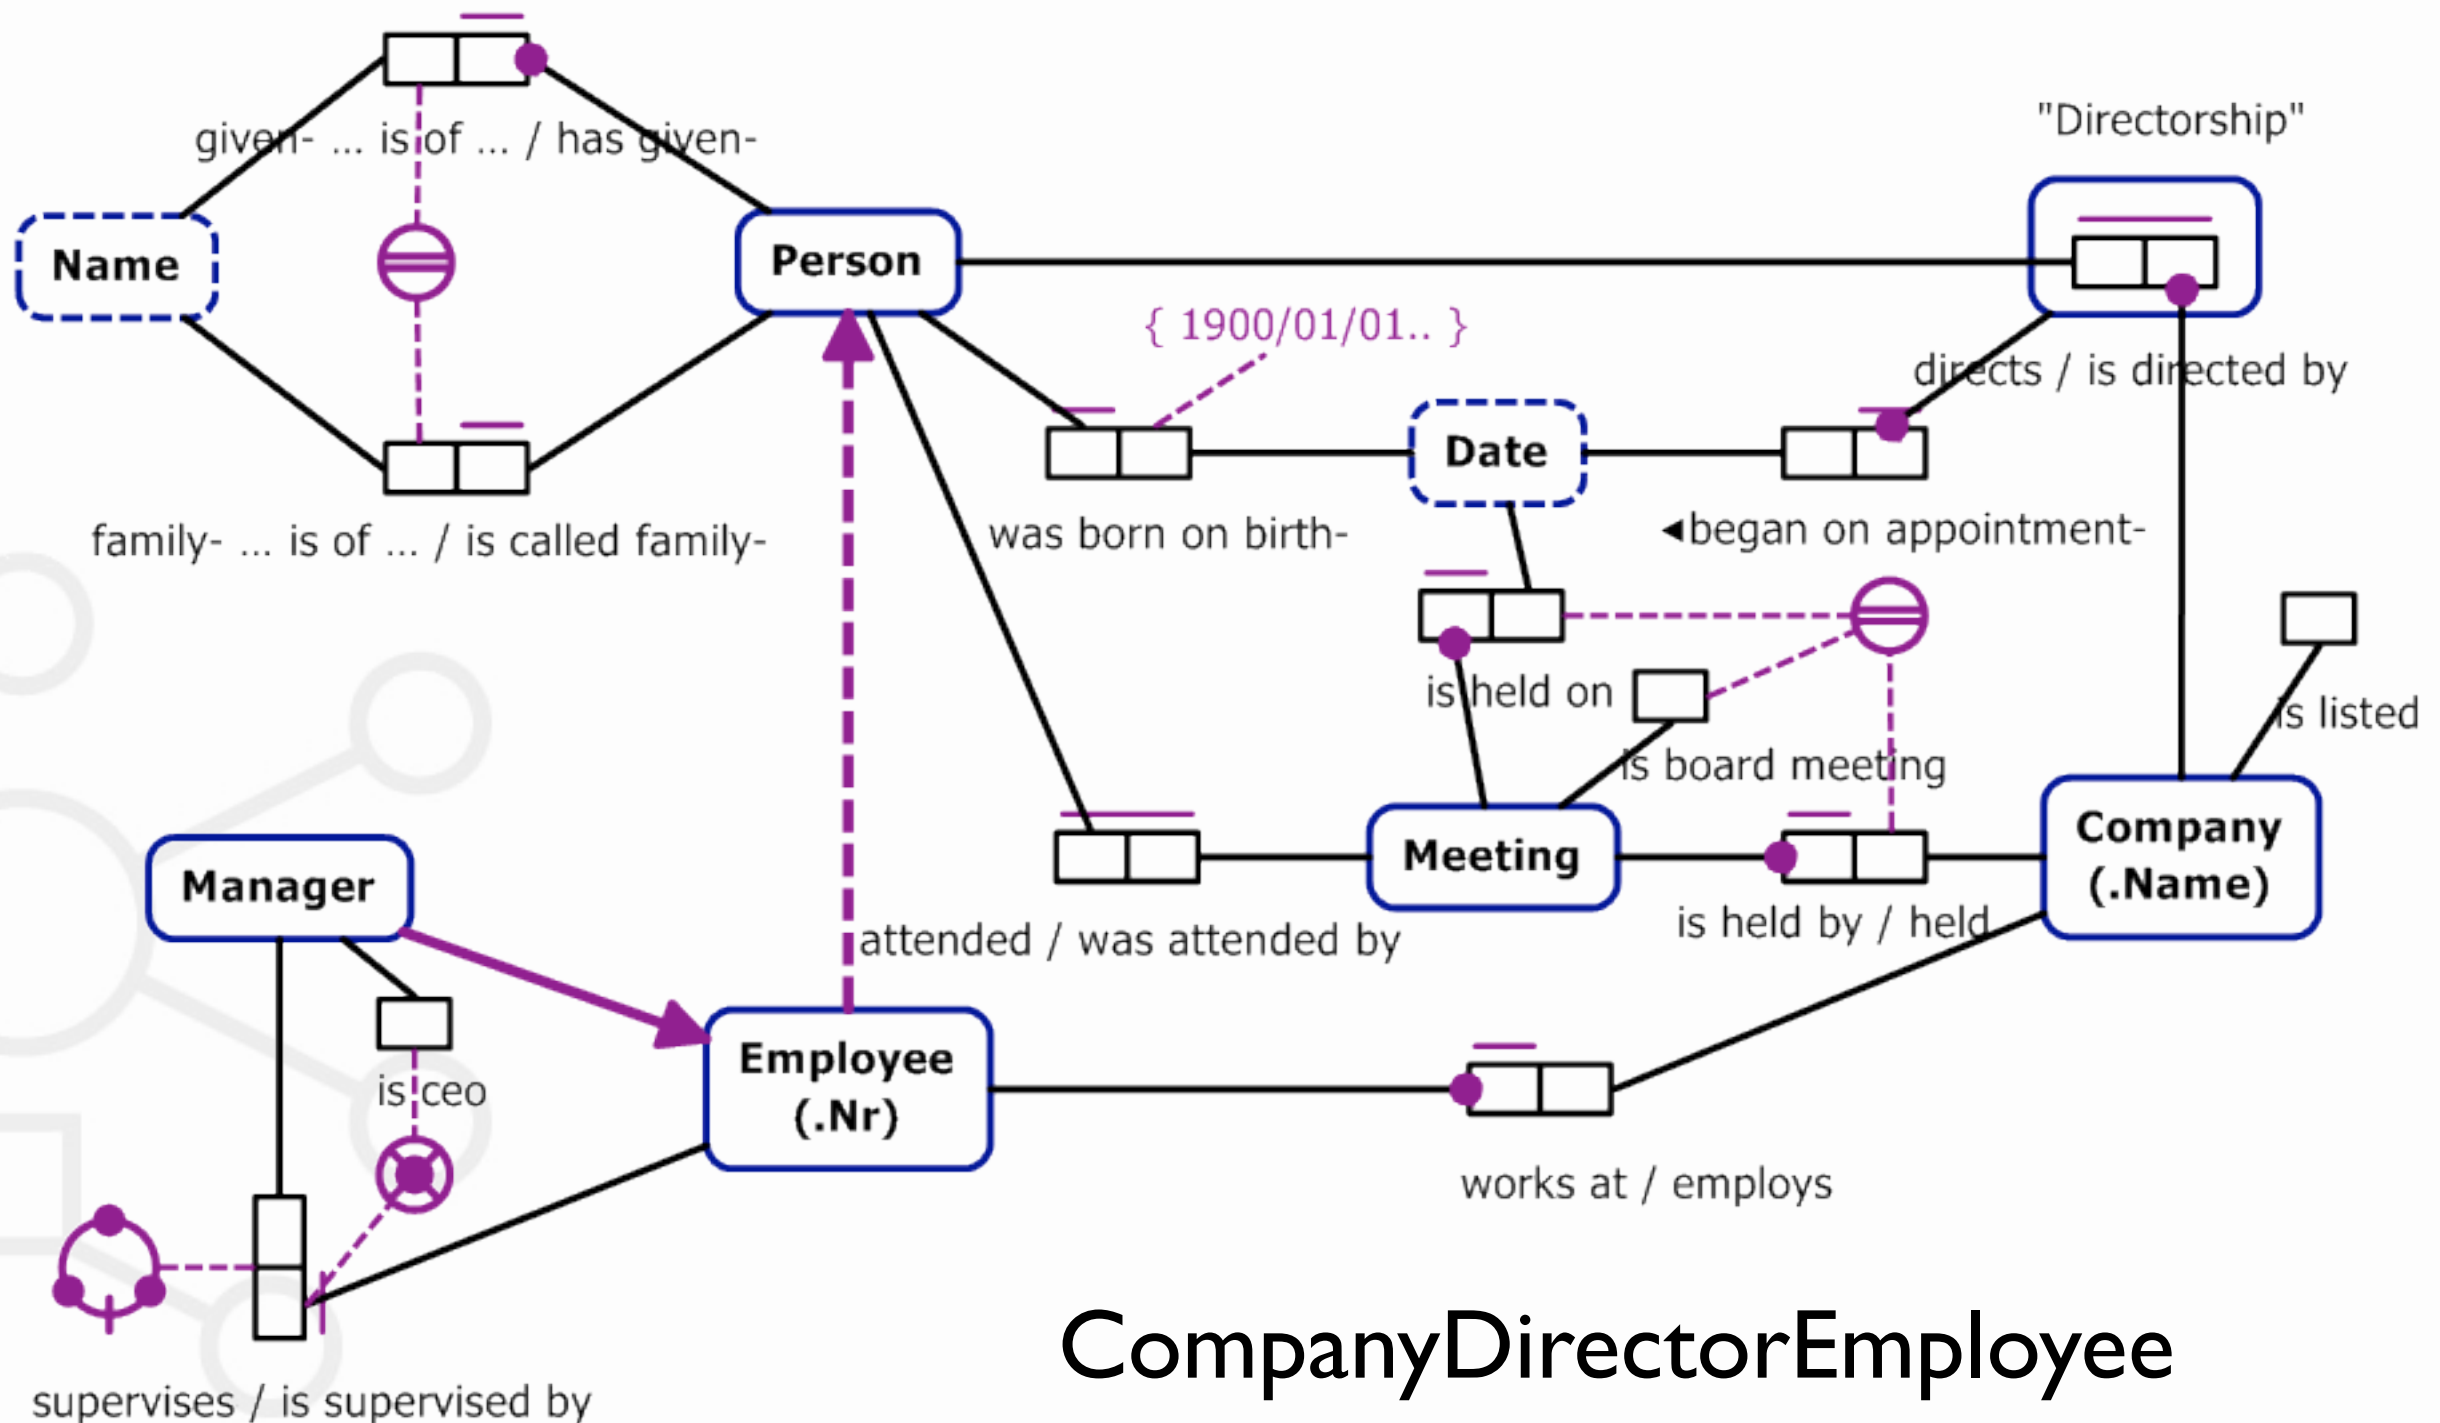 given- ... is of ... / has given-
"Directorship"
Name
Person
{ 1900/01/01.. }
directs / is directed by
Date
family- ... is of ... / is called family-
was born on birth-
◄began on appointment-
is held on
is listed
is board meeting
Manager
Meeting
Company
(.Name)
attended / was attended by
is held by / held
is ceo
Employee
(.Nr)
works at / employs
supervises / is supervised by
CompanyDirectorEmployee